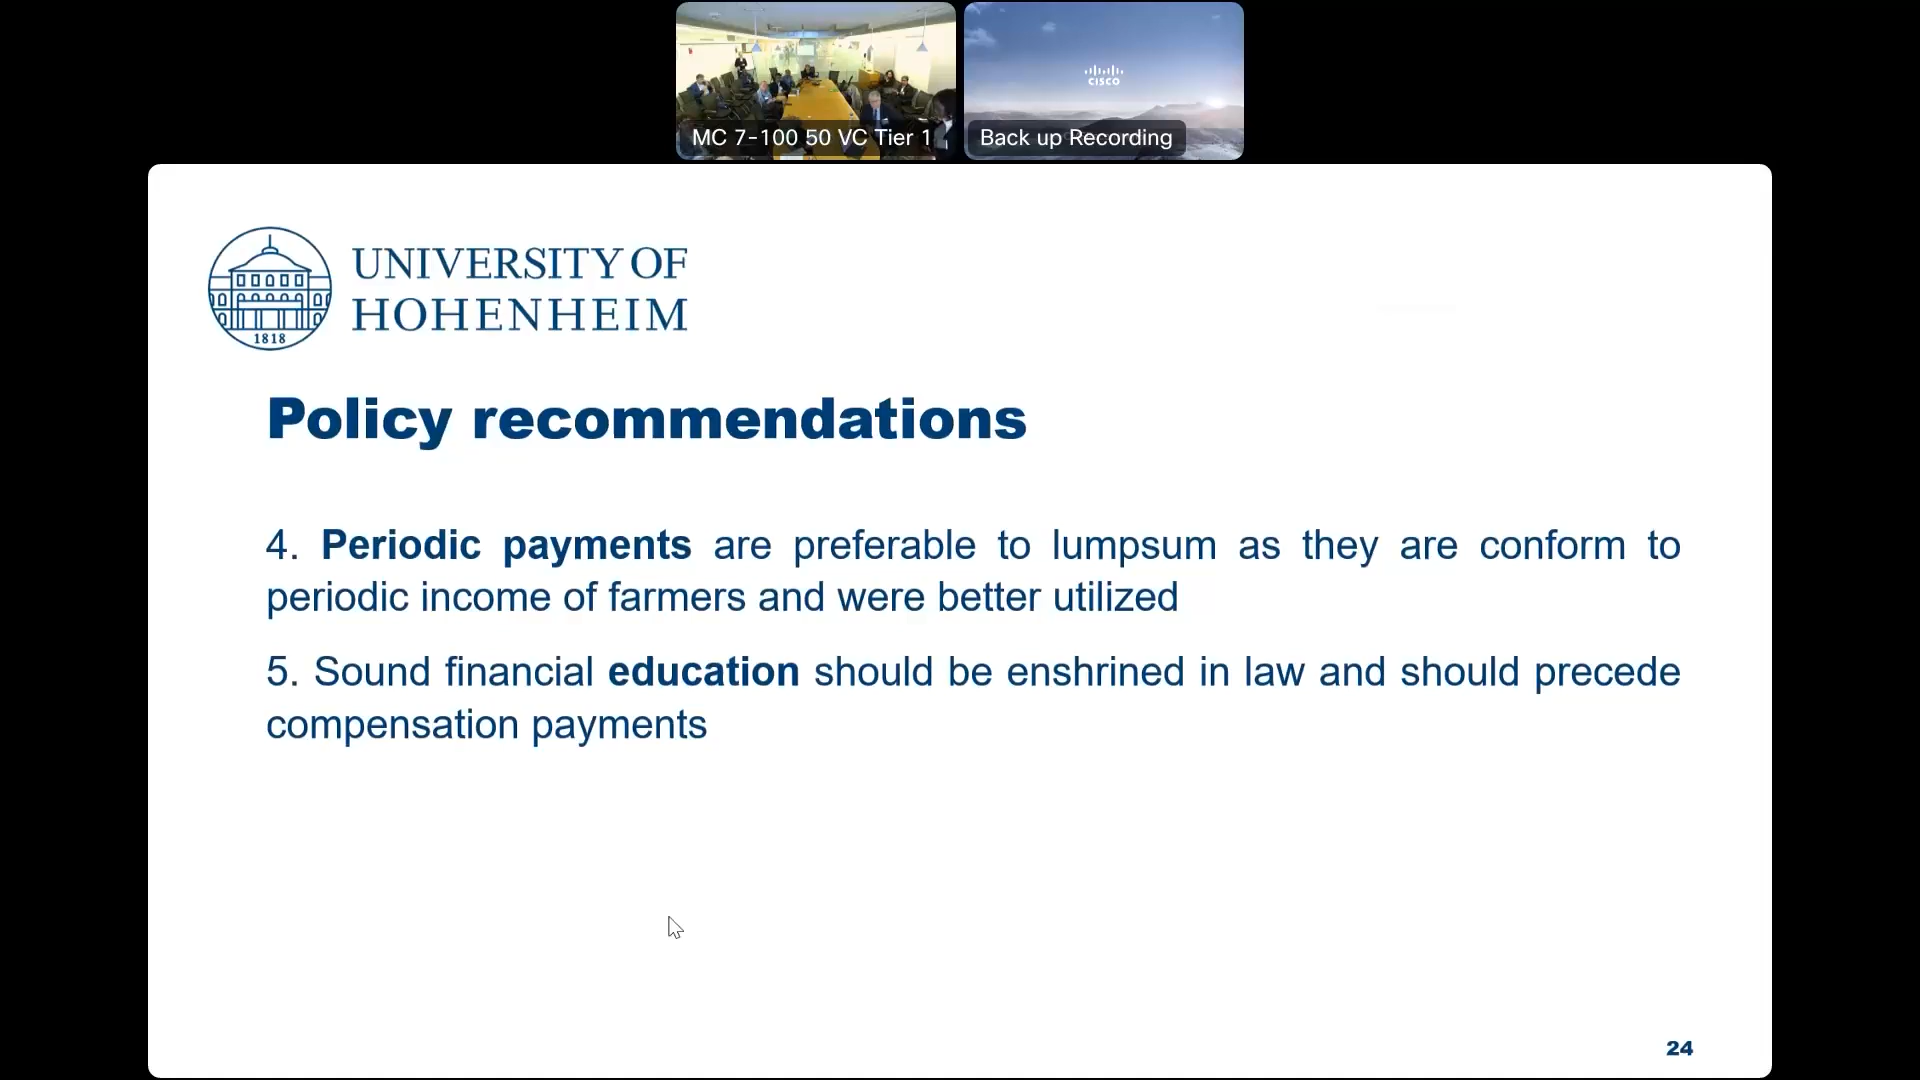 MC 7-100 50 VC Tier 1
CISCO
Back up Recording
UNIVERSITY OF
HOHENHEIM
1818
Policy recommendations
4. Periodic payments are preferable to lumpsum as they are conform to
periodic income of farmers and were better utilized
5. Sound financial education should be enshrined in law and should precede
compensation payments
24